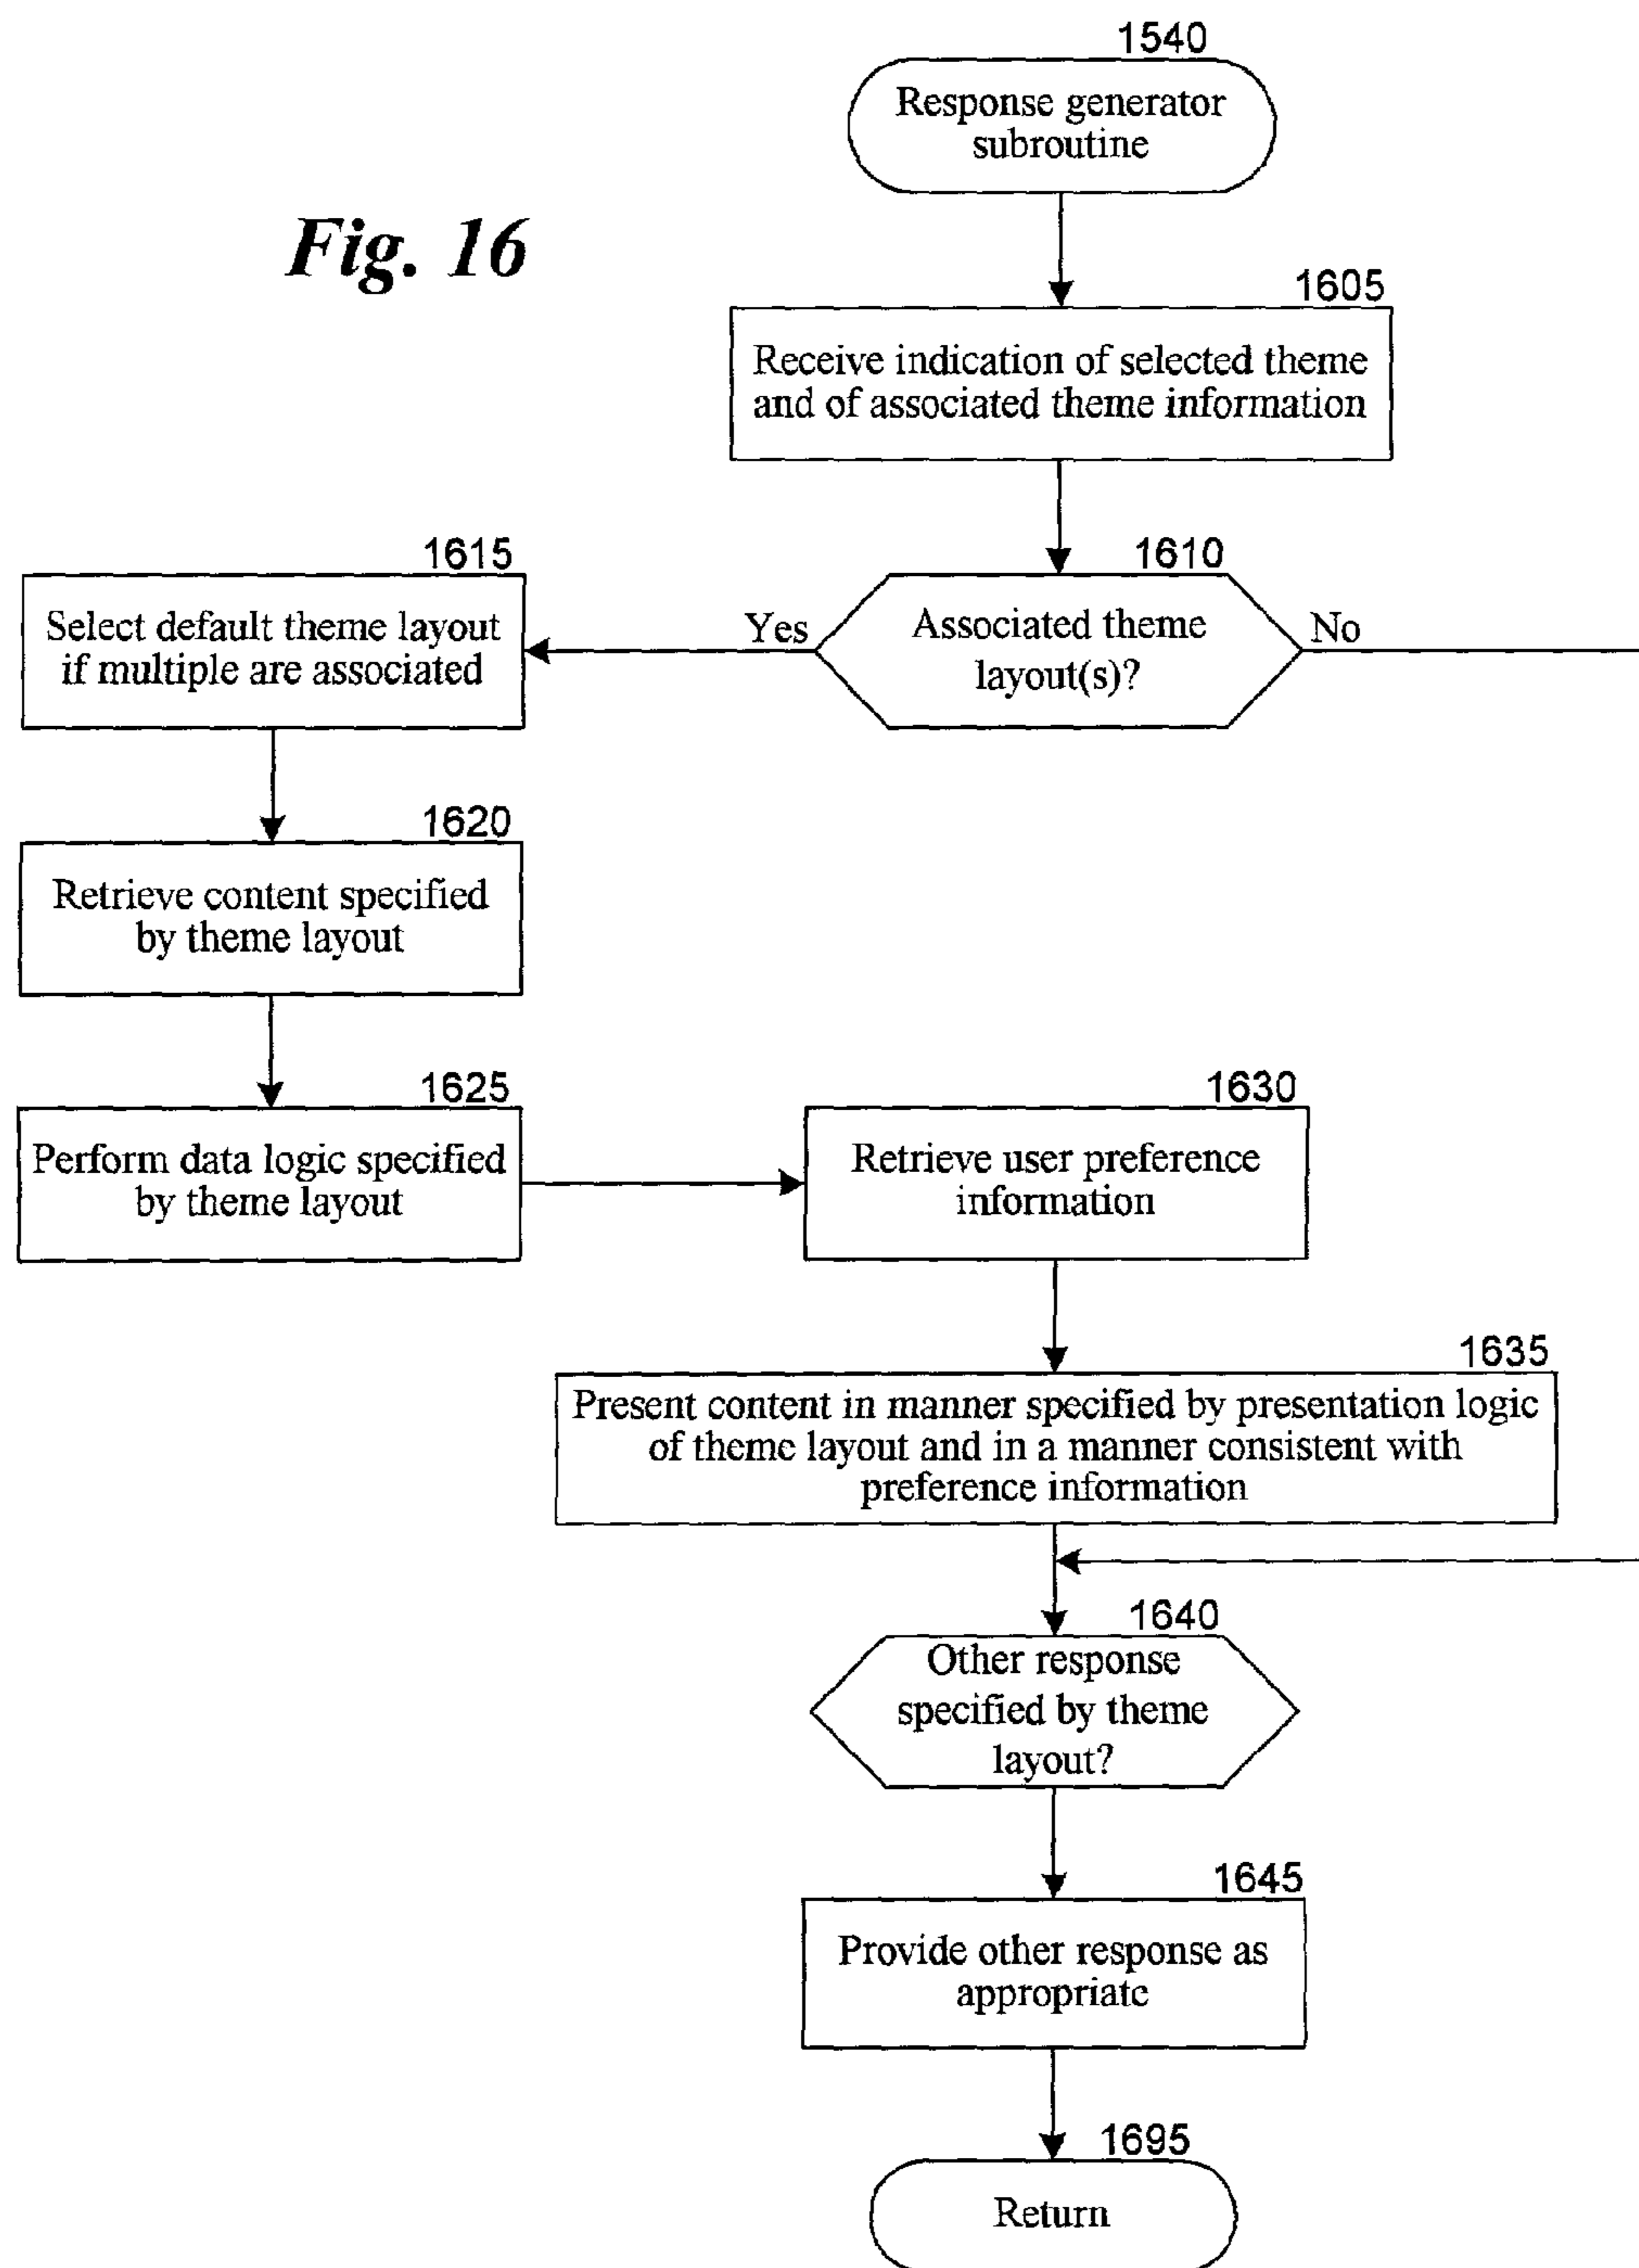 1540
Response generator
subroutine
Fig. 16
1605
Receive indication of selected theme
and of associated theme information
1610
Associated theme
layout(s)?
Yes
No
1615
Select default theme layout
if multiple are associated
1620
Retrieve content specified
by theme layout
1625
Perform data logic specified
by theme layout
1630
Retrieve user preference
information
1635
Present content in manner specified by presentation logic
of theme layout and in a manner consistent with
preference information
1640
Other response
specified by theme
layout?
1645
Provide other response as
appropriate
1695
Return